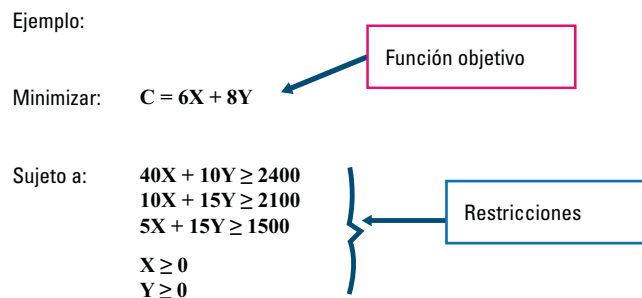 Ejemplo:
Función objetivo
Minimizar: C = 6X + 8Y
Sujeto a: 40X + 10Y ≥ 2400
10X + 15Y ≥ 2100
5X + 15Y ≥ 1500
Restricciones
X ≥ 0
Y ≥ 0